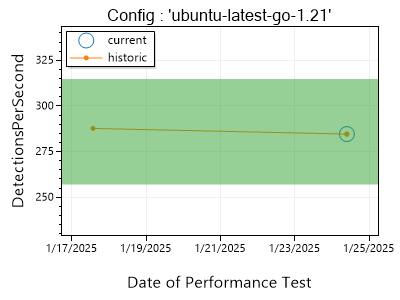 Config : 'ubuntu-latest-go-1.21'
current
historic
DetectionsPerSecond
325
300
275
250
1/17/2025 1/19/2025 1/21/2025 1/23/2025 1/25/2025
Date of Performance Test